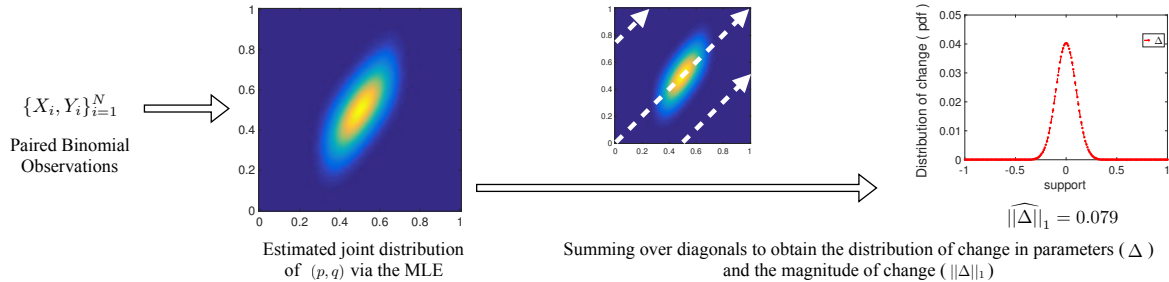 {X_i, Y_i}_{i=1}^N
Paired Binomial
Observations
1
0.8
0.6
0.4
0.2
0
0 0.2 0.4 0.6 0.8 1
Estimated joint distribution
of (p, q) via the MLE
1
0.8
0.6
0.4
0.2
0
0 0.2 0.4 0.6 0.8 1
Summing over diagonals to obtain the distribution of change in parameters ( Δ )
and the magnitude of change ( ||Δ||_1 )
Distribution of change ( pdf )
0.05
0.04
0.03
0.02
0.01
0
-1 -0.5 0 0.5 1
support
Δ
\widehat{||Δ||}_1 = 0.079